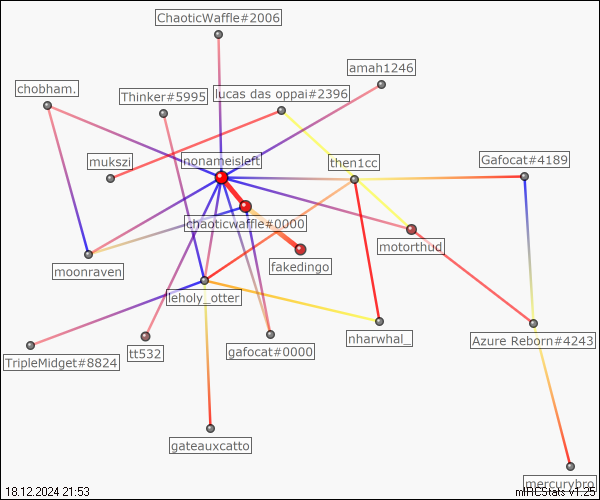 ChaoticWaffle#2006
amah1246
chobham.
Thinker#5995
lucas das oppai#2396
mukszi
nonameisleft
then1cc
Gafocat#4189
chaoticwaffle#0000
motorthud
fakedingo
moonraven
leholy_otter
TripleMidget#8824
tt532
gafocat#0000
nharwhal_
Azure Reborn#4243
gateauxcatto
mercurybro
18.12.2024 21:53
mIRCStats v1.25